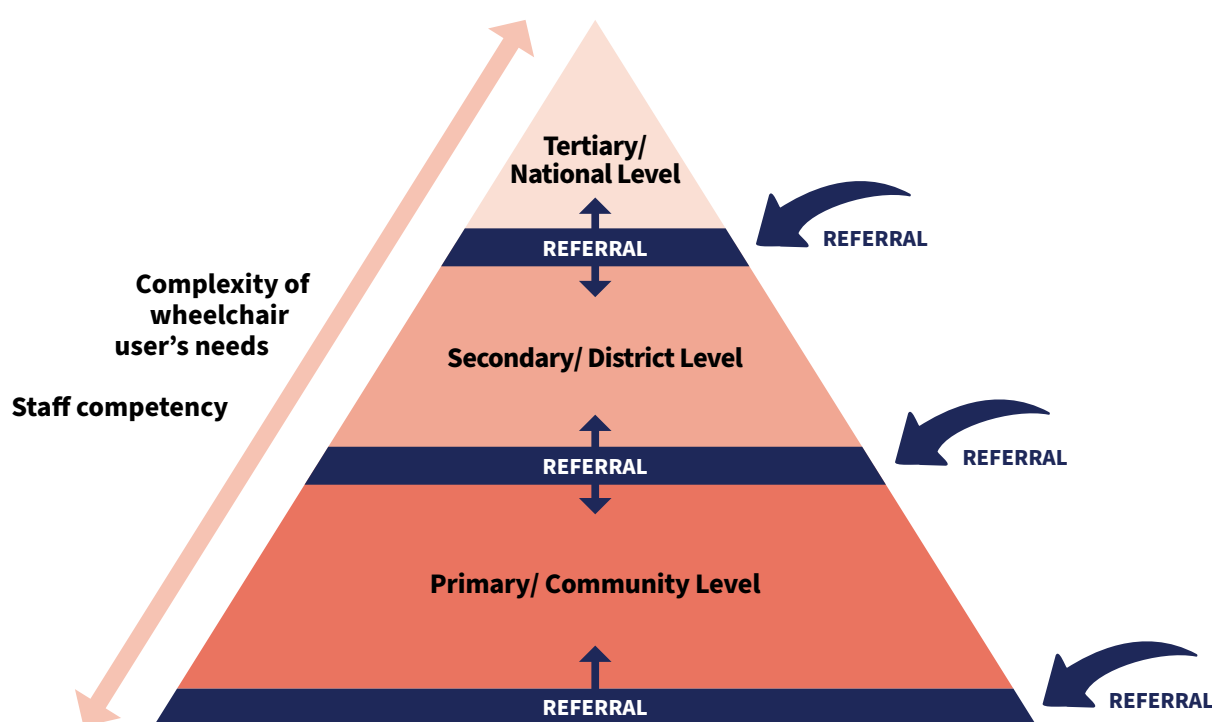 Tertiary/
National Level
REFERRAL
REFERRAL
Complexity of
wheelchair
user’s needs
Secondary/ District Level
Staff competency
REFERRAL
REFERRAL
Primary/ Community Level
REFERRAL
REFERRAL